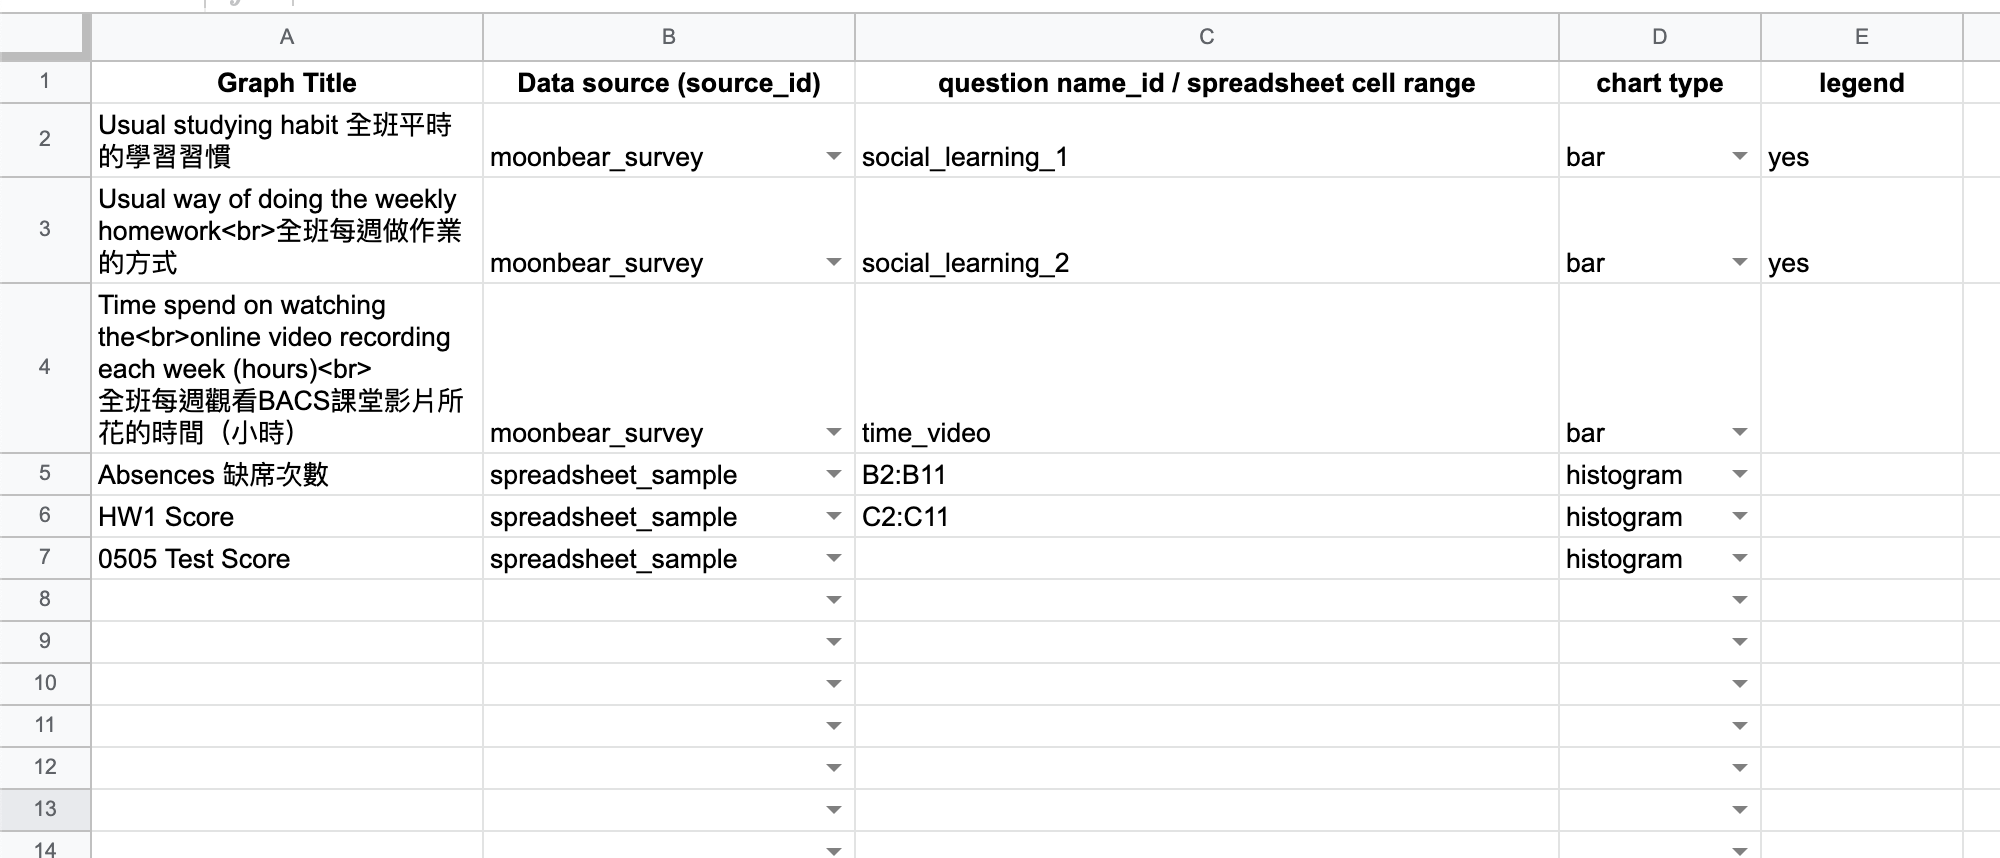 A B C D E
1 Graph Title Data source (source_id) question name_id / spreadsheet cell range chart type legend
2 Usual studying habit 全班平時
的學習習慣 moonbear_survey social_learning_1 bar yes
3 Usual way of doing the weekly
homework<br>全班每週做作業
的方式 moonbear_survey social_learning_2 bar yes
4 Time spend on watching
the<br>online video recording
each week (hours)<br>
全班每週觀看BACS課堂影片所
花的時間（小時） moonbear_survey time_video bar
5 Absences 缺席次數 spreadsheet_sample B2:B11 histogram
6 HW1 Score spreadsheet_sample C2:C11 histogram
7 0505 Test Score spreadsheet_sample histogram
8
9
10
11
12
13
14